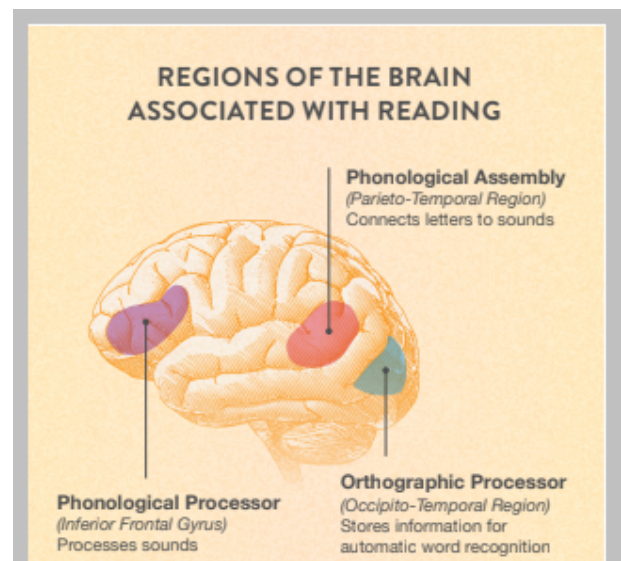 REGIONS OF THE BRAIN
ASSOCIATED WITH READING
Phonological Assembly
(Parieto-Temporal Region)
Connects letters to sounds
Phonological Processor
(Inferior Frontal Gyrus)
Processes sounds
Orthographic Processor
(Occipito-Temporal Region)
Stores information for
automatic word recognition